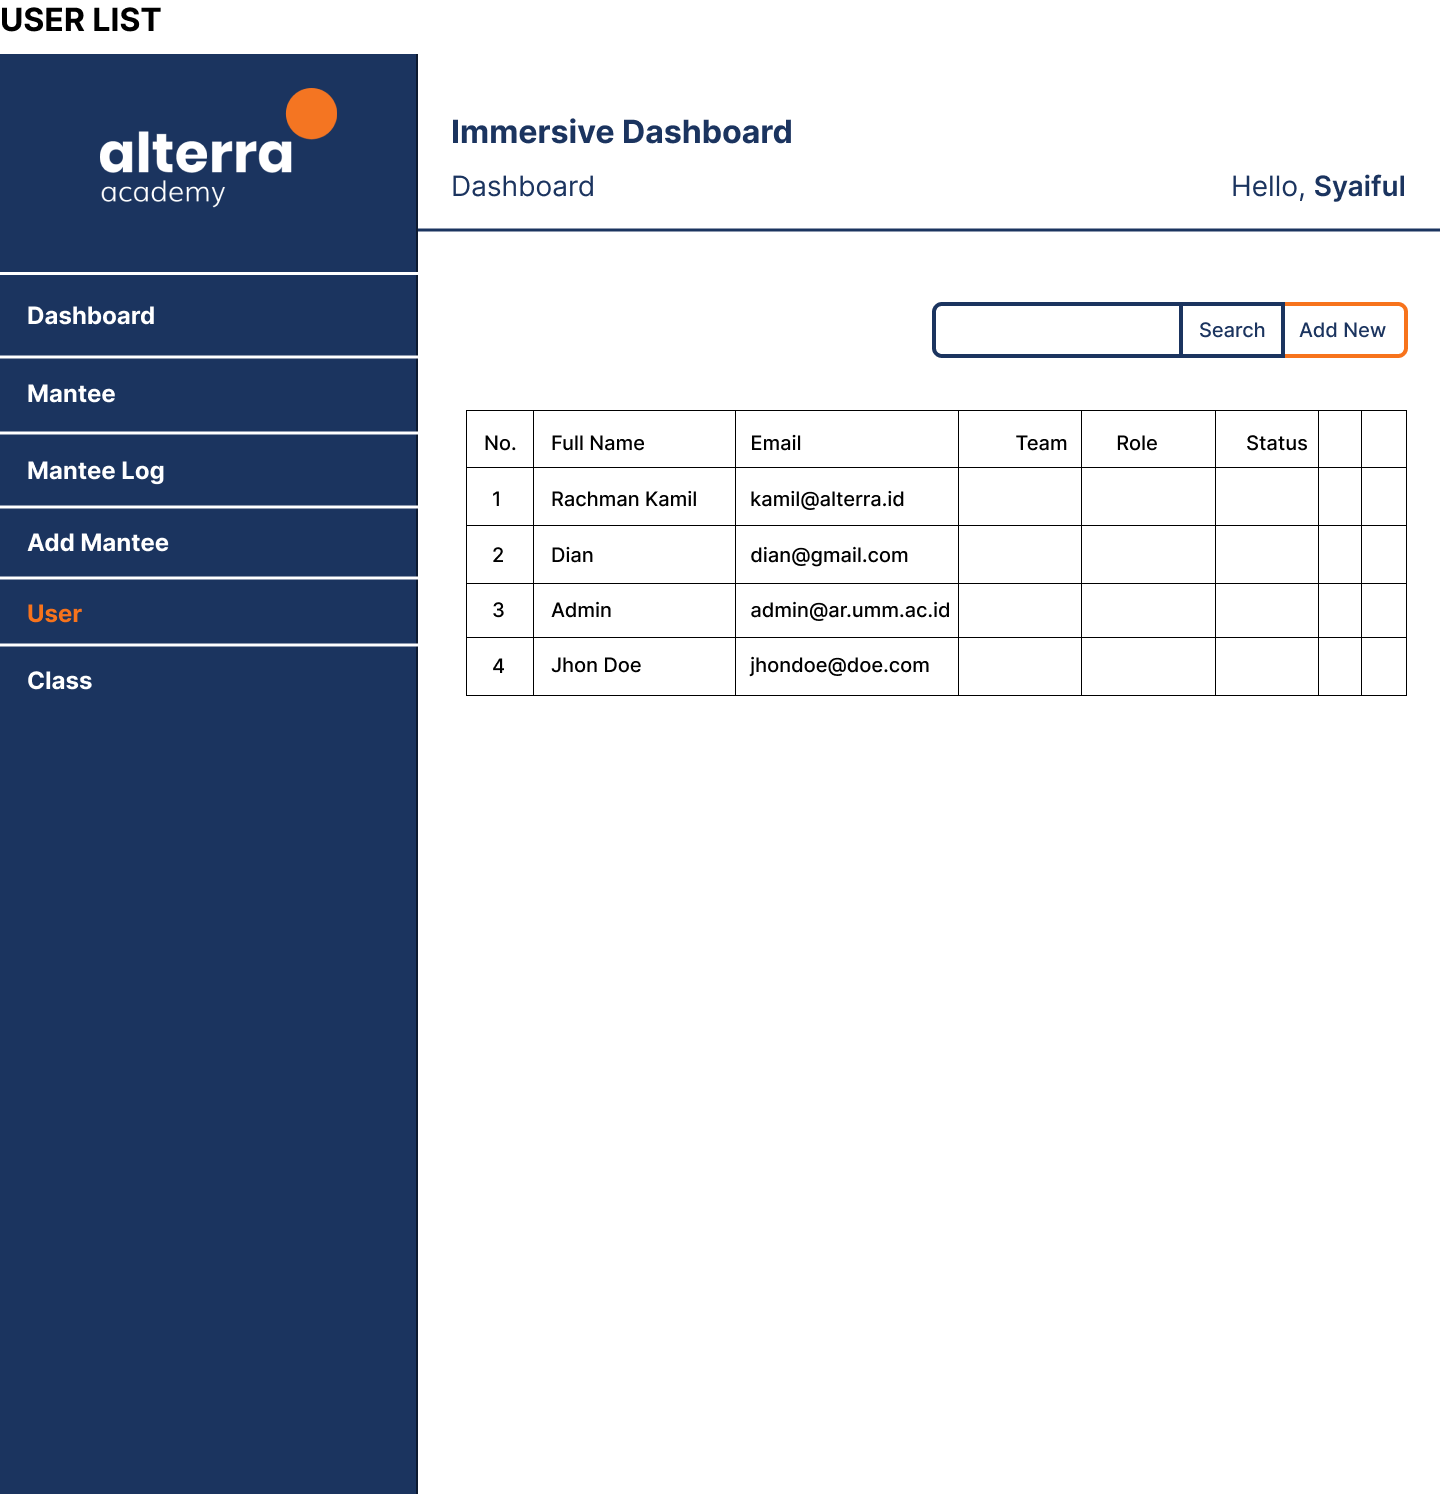 USER LIST
alterra
academy
Immersive Dashboard
Dashboard
Hello, Syaiful
Dashboard
Mantee
Mantee Log
Add Mantee
User
Class
Search Add New
No. Full Name Email Team Role Status
1 Rachman Kamil kamil@alterra.id
2 Dian dian@gmail.com
3 Admin admin@ar.umm.ac.id
4 Jhon Doe jhondoe@doe.com